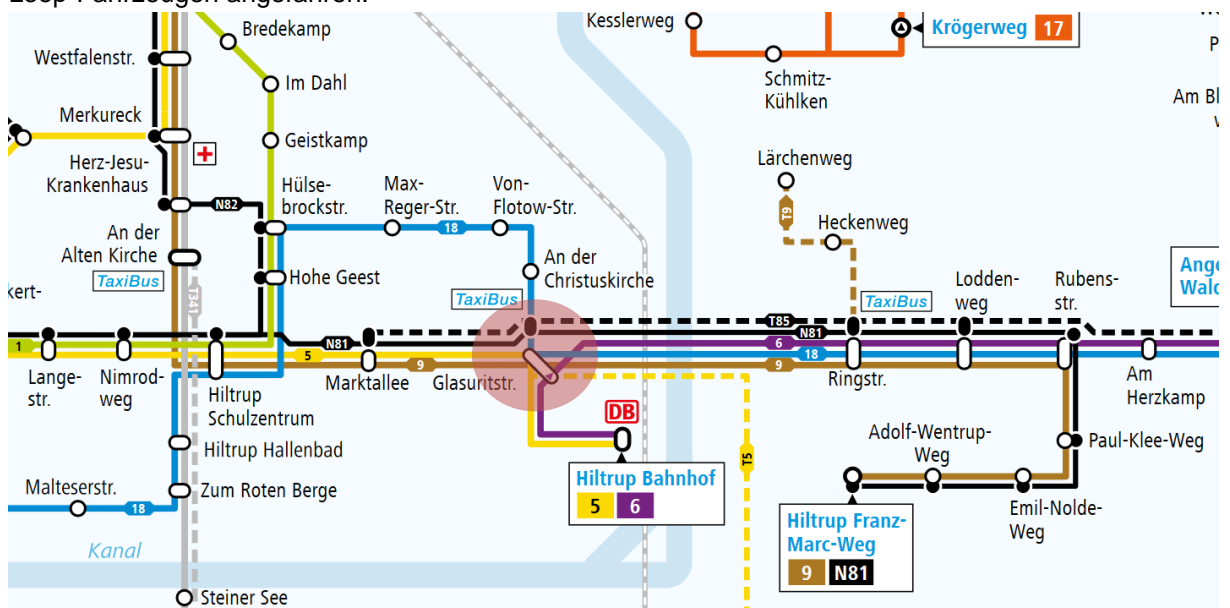 Bredekamp
Kesslerweg
Krögerweg 17
Westfalenstr.
Im Dahl
Schmitz-
Kühlken
Am Bl
Merkureck
Geistkamp
Herz-Jesu-
Krankenhaus
Lärchenweg
N82
Hülse-
brockstr.
Max-
Reger-Str.
Von-
Flotow-Str.
18
T9
Heckenweg
An der
Alten Kirche
TaxiBus
An der
Christuskirche
Hohe Geest
T341
TaxiBus
TaxiBus
Lodden-
weg
Rubens-
str.
Ange
Wald
kert-
T85
N81
N81
6
1
5
18
9
9
Lange-
str.
Nimrod-
weg
Hiltrup
Schulzentrum
Marktallee
Glasuritstr.
Ringstr.
Am
Herzkamp
DB
T5
Hiltrup Hallenbad
Adolf-Wentrup-
Weg
Paul-Klee-Weg
Hiltrup Bahnhof
5 6
Malteserstr.
18
Zum Roten Berge
Emil-Nolde-
Weg
Hiltrup Franz-
Marc-Weg
9 N81
Kanal
Steiner See